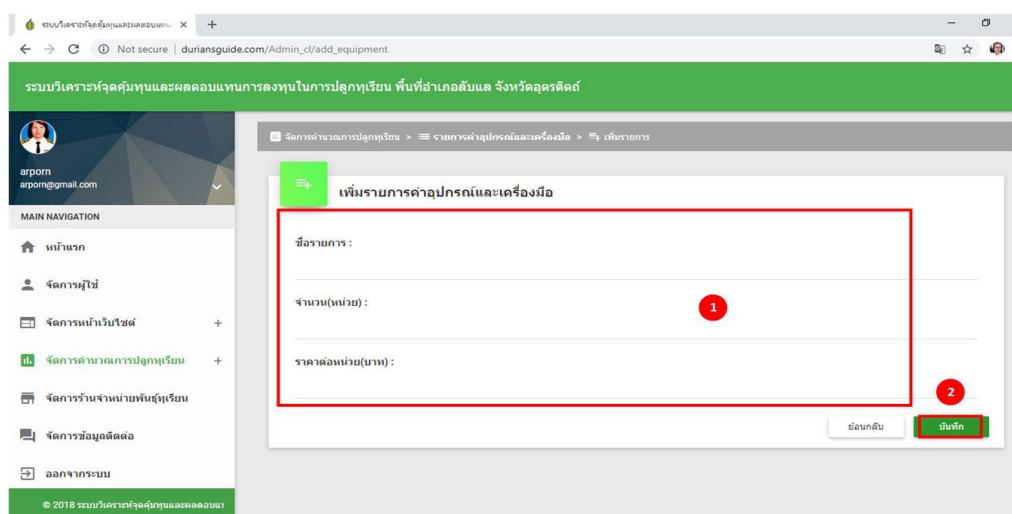 ระบบวิเคราะห์จุดคุ้มทุนและผลตอบแทน
Not secure | duriansguide.com/Admin_cl/add_equipment
ระบบวิเคราะห์จุดคุ้มทุนและผลตอบแทนการลงทุนในการปลูกทุเรียน พื้นที่อำเภอลับแล จังหวัดอุตรดิตถ์
จัดการคำนวณการปลูกทุเรียน > รายการค่าอุปกรณ์และเครื่องมือ > เพิ่มรายการ
arporn
arporn@gmail.com
MAIN NAVIGATION
หน้าแรก
จัดการผู้ใช้
จัดการหน้าเว็บไซต์ +
จัดการคำนวณการปลูกทุเรียน +
จัดการร้านจำหน่ายพันธุ์ทุเรียน
จัดการข้อมูลติดต่อ
ออกจากระบบ
© 2018 ระบบวิเคราะห์จุดคุ้มทุนและผลตอบแท
เพิ่มรายการค่าอุปกรณ์และเครื่องมือ
ชื่อรายการ :
จำนวน(หน่วย) :
1
ราคาต่อหน่วย(บาท) :
2
ย้อนกลับ
บันทึก